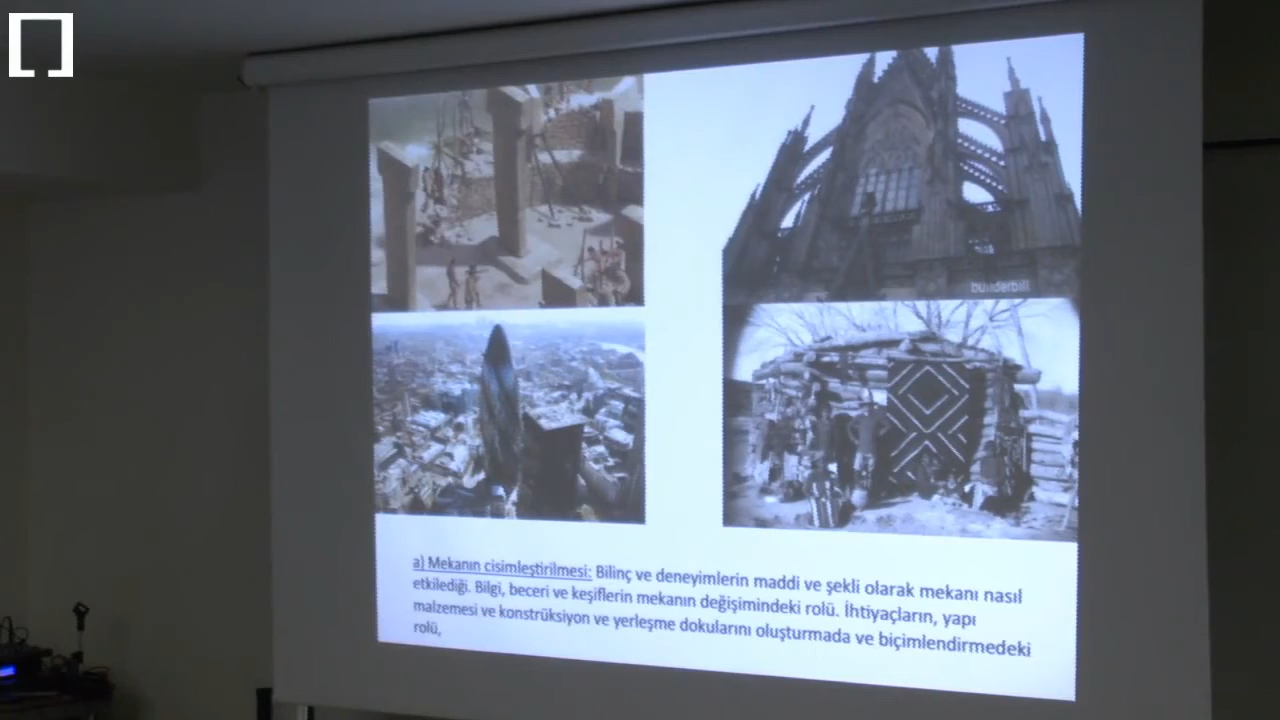 builderbill
a) Mekanın cisimleştirilmesi: Bilinç ve deneyimlerin maddi ve şekli olarak mekanı nasıl
etkilediği. Bilgi, beceri ve keşiflerin mekanın değişimindeki rolü. İhtiyaçların, yapı
malzemesi ve konstrüksiyon ve yerleşme dokularını oluşturmada ve biçimlendirmedeki
rolü,